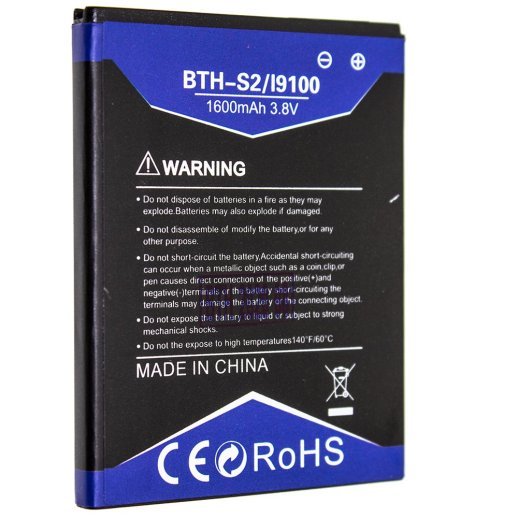 BTH-S2/I9100
1600mAh 3.8V
WARNING
• Do not dispose of batteries in a fire as they may
explode.Batteries may also explode if damaged.
• Do not disassemble of modify the battery,or for
any other purpose.
• Do not short-circuit the battery,Accidental short-circuiting
can occur when a metallic object such as a coin,clip,or
pen causes direct connection of the positive(+)and
negative(-)terminals or the battery short-circuiting the
terminals may damage the battery or the connecting object.
• Do not expose the battery to liquid or subject to strong
mechanical shocks.
• Do not the expose to high temperatures140°F/60°C
MADE IN CHINA
CE RoHS